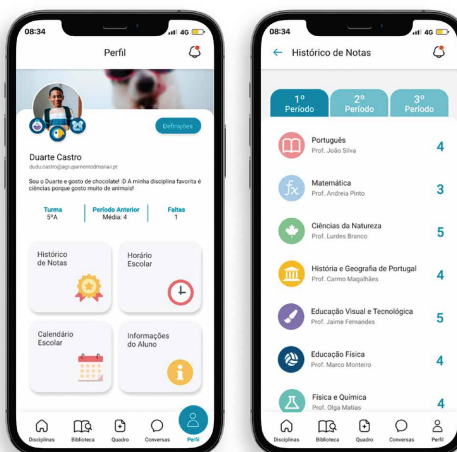 08:34
4G
Perfil
Definições
Duarte Castro
Sou o Duarte e gosto de chocolate! :D A minha disciplina favorita é
ciências porque gosto muito de animais!
Turma
5ºA
Período Anterior
Média: 4
Faltas
1
Histórico
de Notas
Horário
Escolar
Calendário
Escolar
Informações
do Aluno
Disciplinas
Biblioteca
Quadro
Conversas
Perfil
08:34
4G
Histórico de Notas
1º
Período
2º
Período
3º
Período
Português
Prof. João Silva
4
Matemática
Prof. Andreia Pinto
3
Ciências da Natureza
Prof. Lurdes Branco
5
História e Geografia de Portugal
Prof. Carmo Magalhães
4
Educação Visual e Tecnológica
Prof. Jaime Fernandes
5
Educação Física
Prof. Marco Monteiro
4
Física e Química
Prof. Olga Matias
4
Disciplinas
Biblioteca
Quadro
Conversas
Perfil